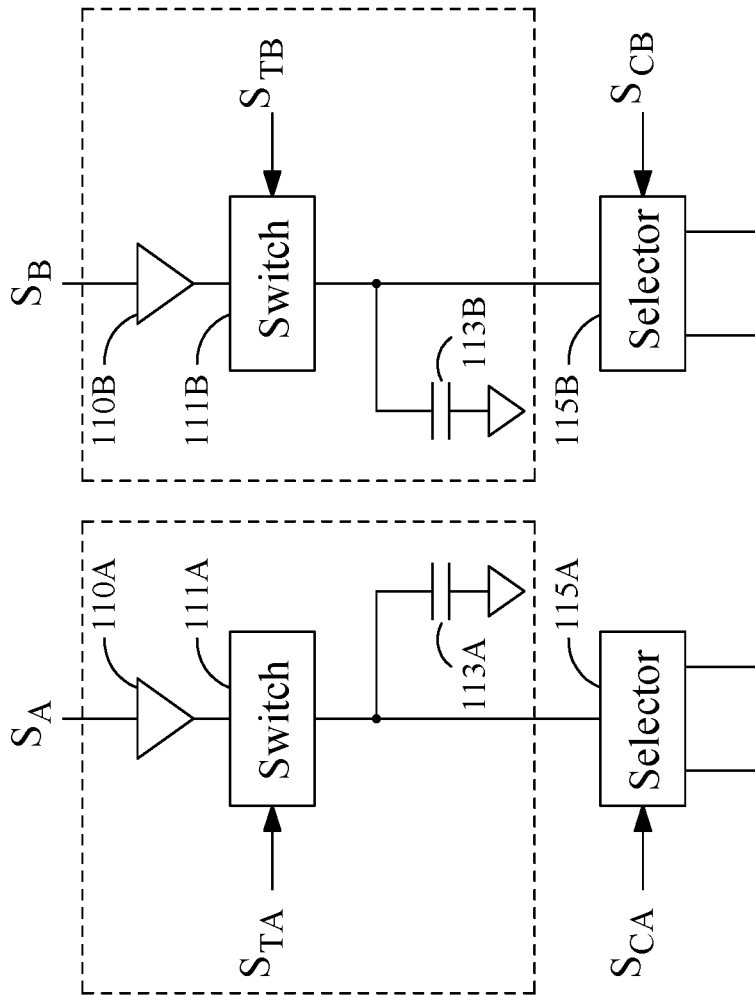 S_A
S_B
110A
110B
111A
111B
Switch
Switch
S_TA
S_TB
113A
113B
115A
115B
Selector
Selector
S_CA
S_CB